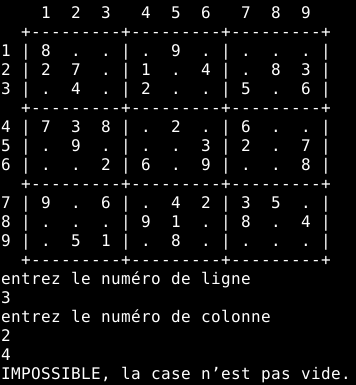 1 2 3   4 5 6   7 8 9
  +-------+-------+-------+
1 | 8 . . | . 9 . | . . . |
2 | 2 7 . | 1 . 4 | . 8 3 |
3 | . 4 . | 2 . . | 5 . 6 |
  +-------+-------+-------+
4 | 7 3 8 | . 2 . | 6 . . |
5 | . 9 . | . . 3 | 2 . 7 |
6 | . . 2 | 6 . 9 | . . 8 |
  +-------+-------+-------+
7 | 9 . 6 | . 4 2 | 3 5 . |
8 | . . . | 9 1 . | 8 . 4 |
9 | . 5 1 | . 8 . | . . . |
  +-------+-------+-------+
entrez le numéro de ligne
3
entrez le numéro de colonne
2
4
IMPOSSIBLE, la case n’est pas vide.